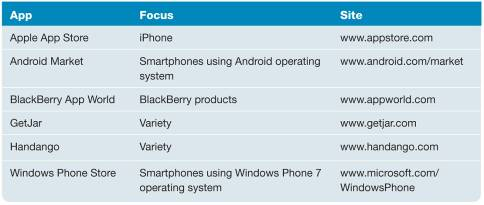 App Focus Site
Apple App Store iPhone www.appstore.com
Android Market Smartphones using Android operating www.android.com/market
system
BlackBerry App World BlackBerry products www.appworld.com
GetJar Variety www.getjar.com
Handango Variety www.handango.com
Windows Phone Store Smartphones using Windows Phone 7 www.microsoft.com/
operating system WindowsPhone